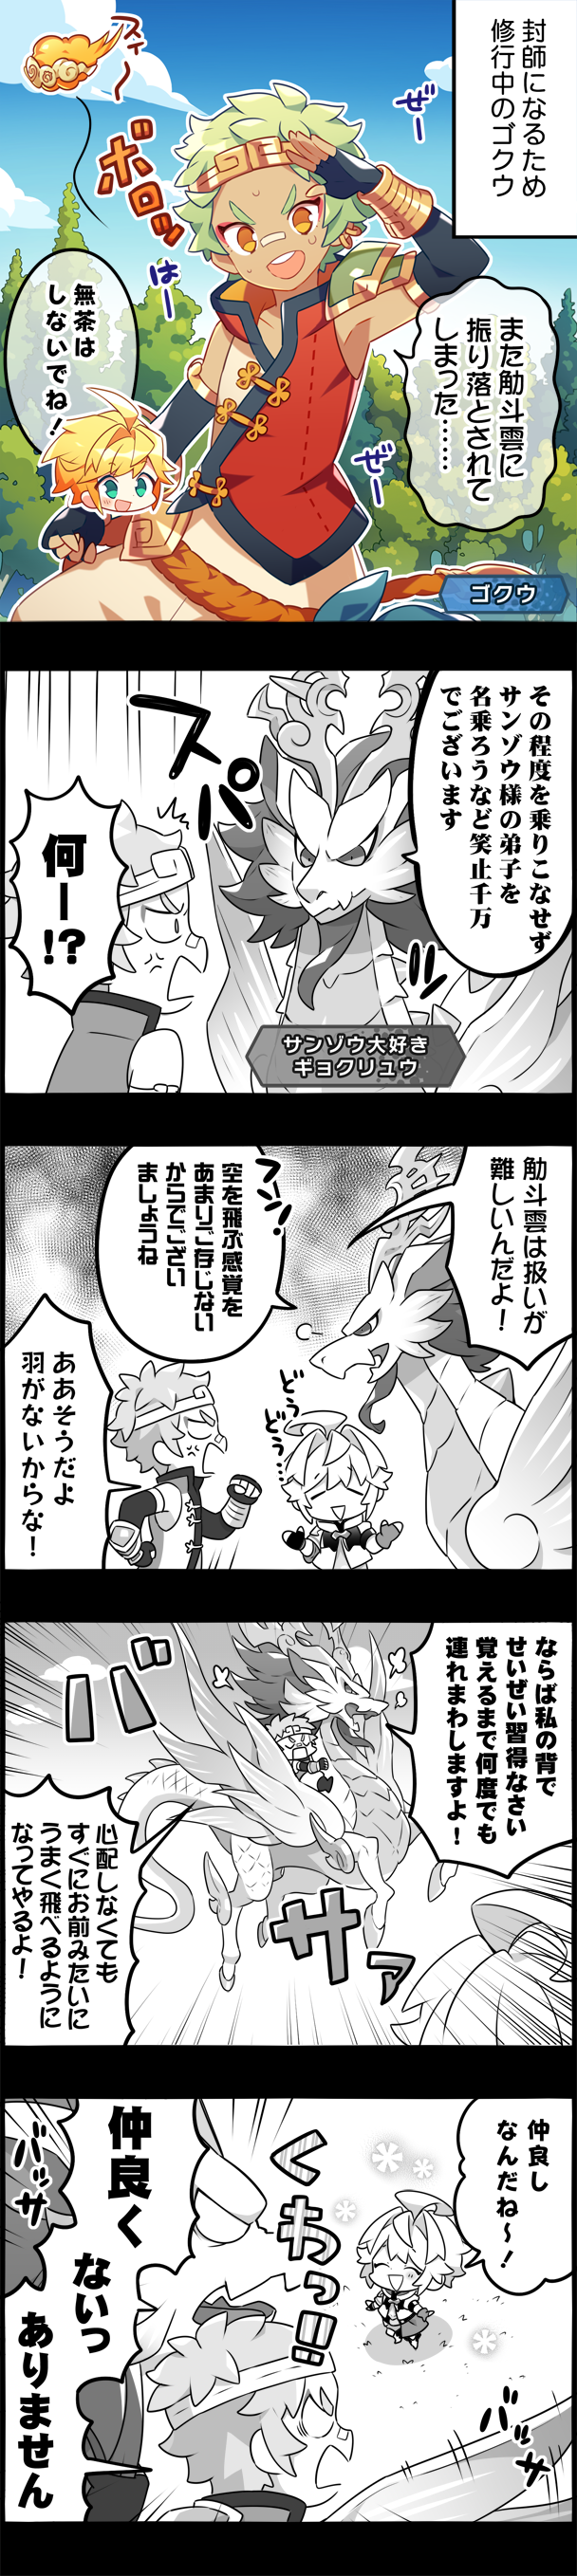 封師になるため
修行中のゴクウ
スィ〜
ボロッ
ぜー
はー
ぜー
また觔斗雲に
振り落とされて
しまった……
無茶は
しないでね！
ゴクウ
その程度を乗りこなせず
サンゾウ様の弟子を
名乗ろうなど笑止千万
でございます
ズバ
何ー!?
サンゾウ大好き
ギョクリュウ
觔斗雲は扱いが
難しいんだよ！
フン！
空を飛ぶ感覚を
あまりご存じない
からでござい
ましょうね
どう
どう…
ああそうだよ
羽がないからな！
ならば私の背で
せいぜい習得なさい
覚えるまで何度でも
連れまわしますよ！
バ
サァ
心配しなくても
すぐにお前みたいに
うまく飛べるように
なってやるよ！
仲良し
なんだね〜！
くわっ!!
バッサ
仲良く
ないっ
ありません
バッサ